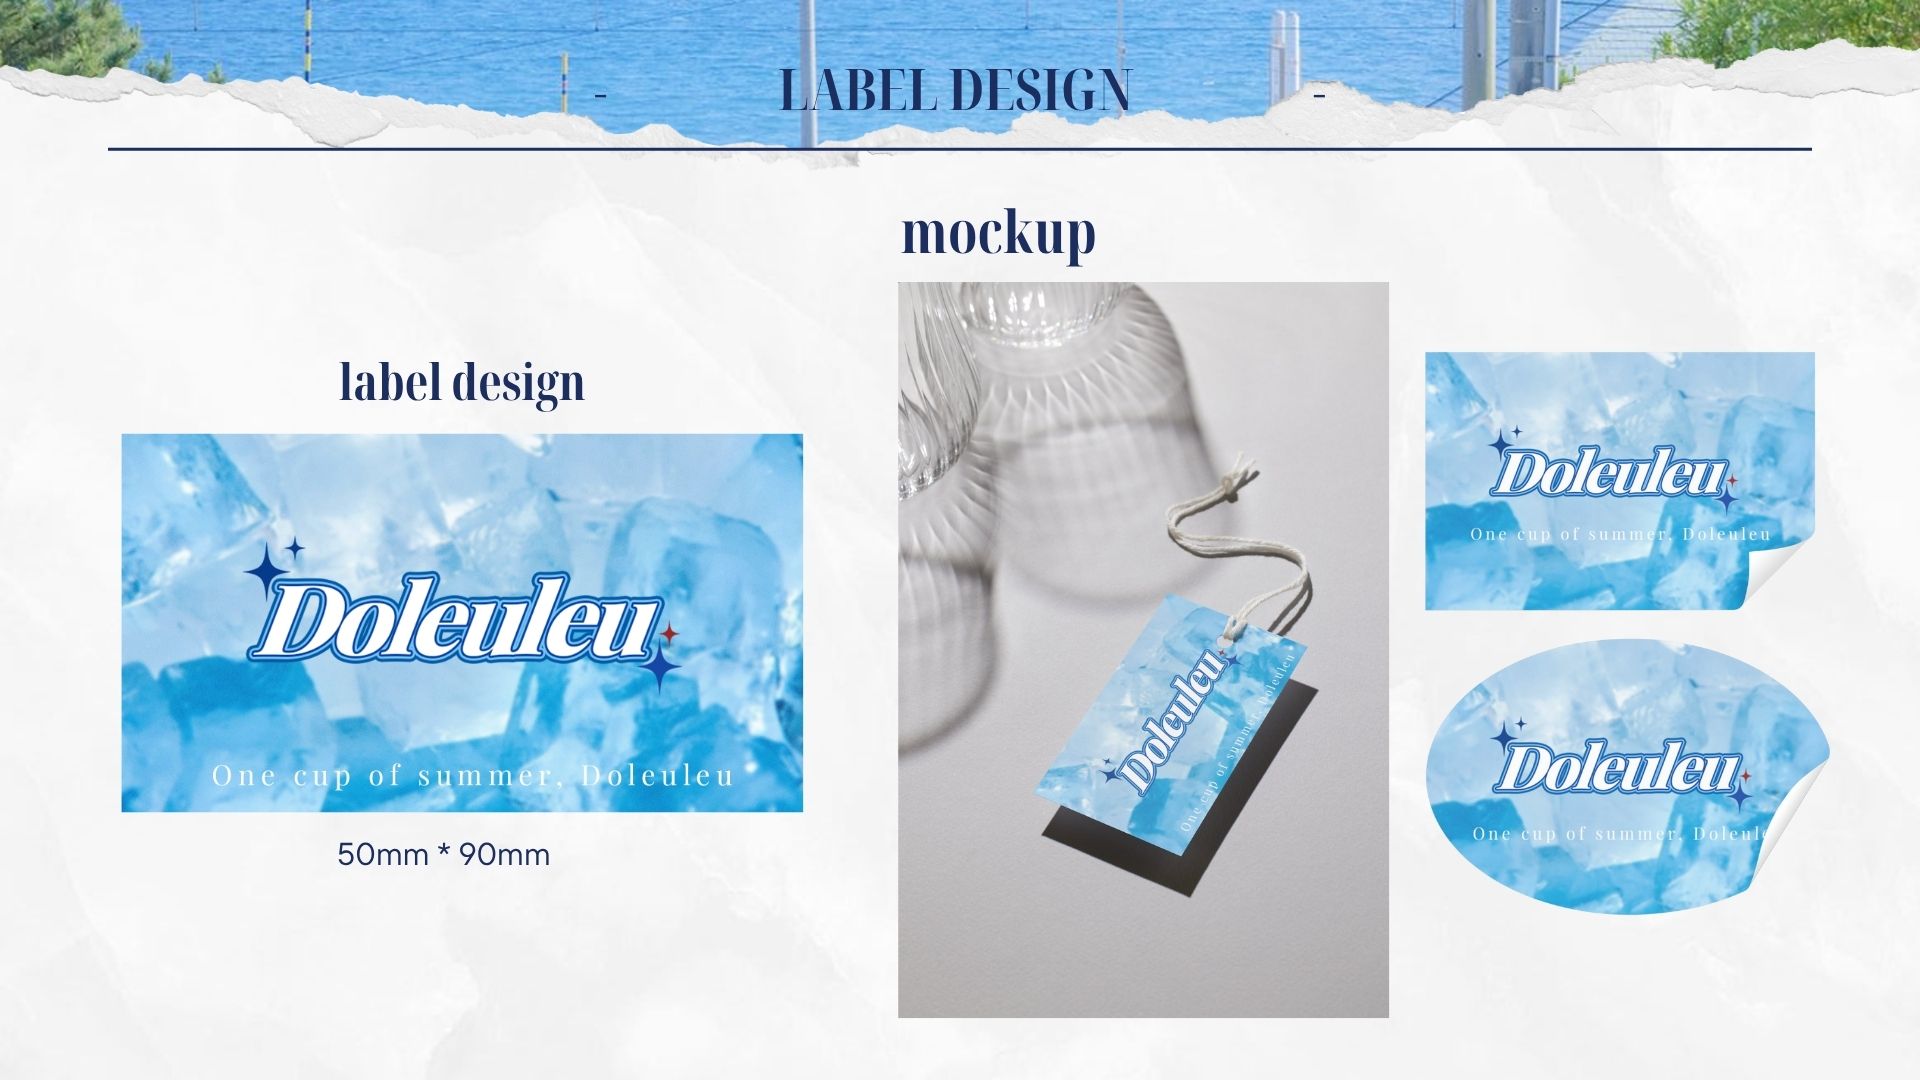 - LABEL DESIGN -
mockup
label design
Doleuleu
One cup of summer, Doleuleu
50mm * 90mm
Doleuleu
One cup of summer, Doleuleu
Doleuleu
One cup of summer, Doleuleu
Doleuleu
One cup of summer, Doleule